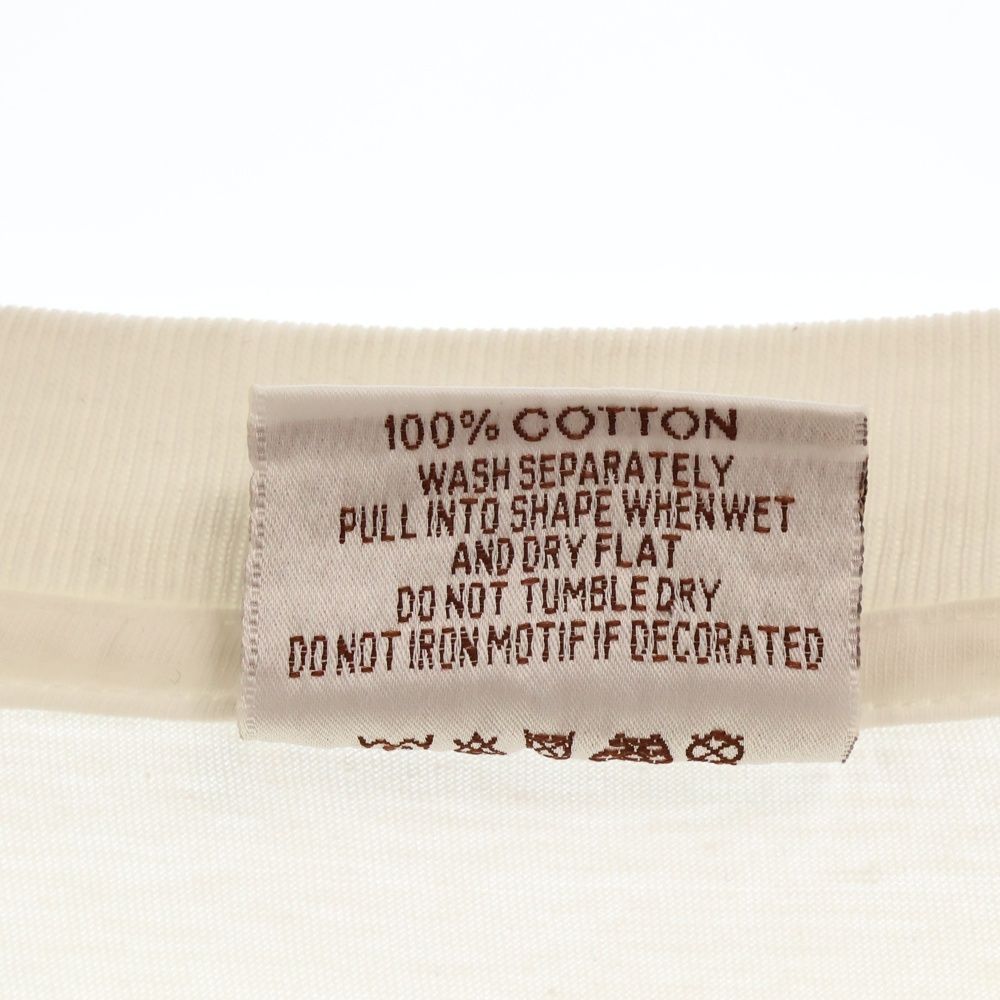 100% COTTON
WASH SEPARATELY
PULL INTO SHAPE WHEN WET
AND DRY FLAT
DO NOT TUMBLE DRY
DO NOT IRON MOTIF IF DECORATED